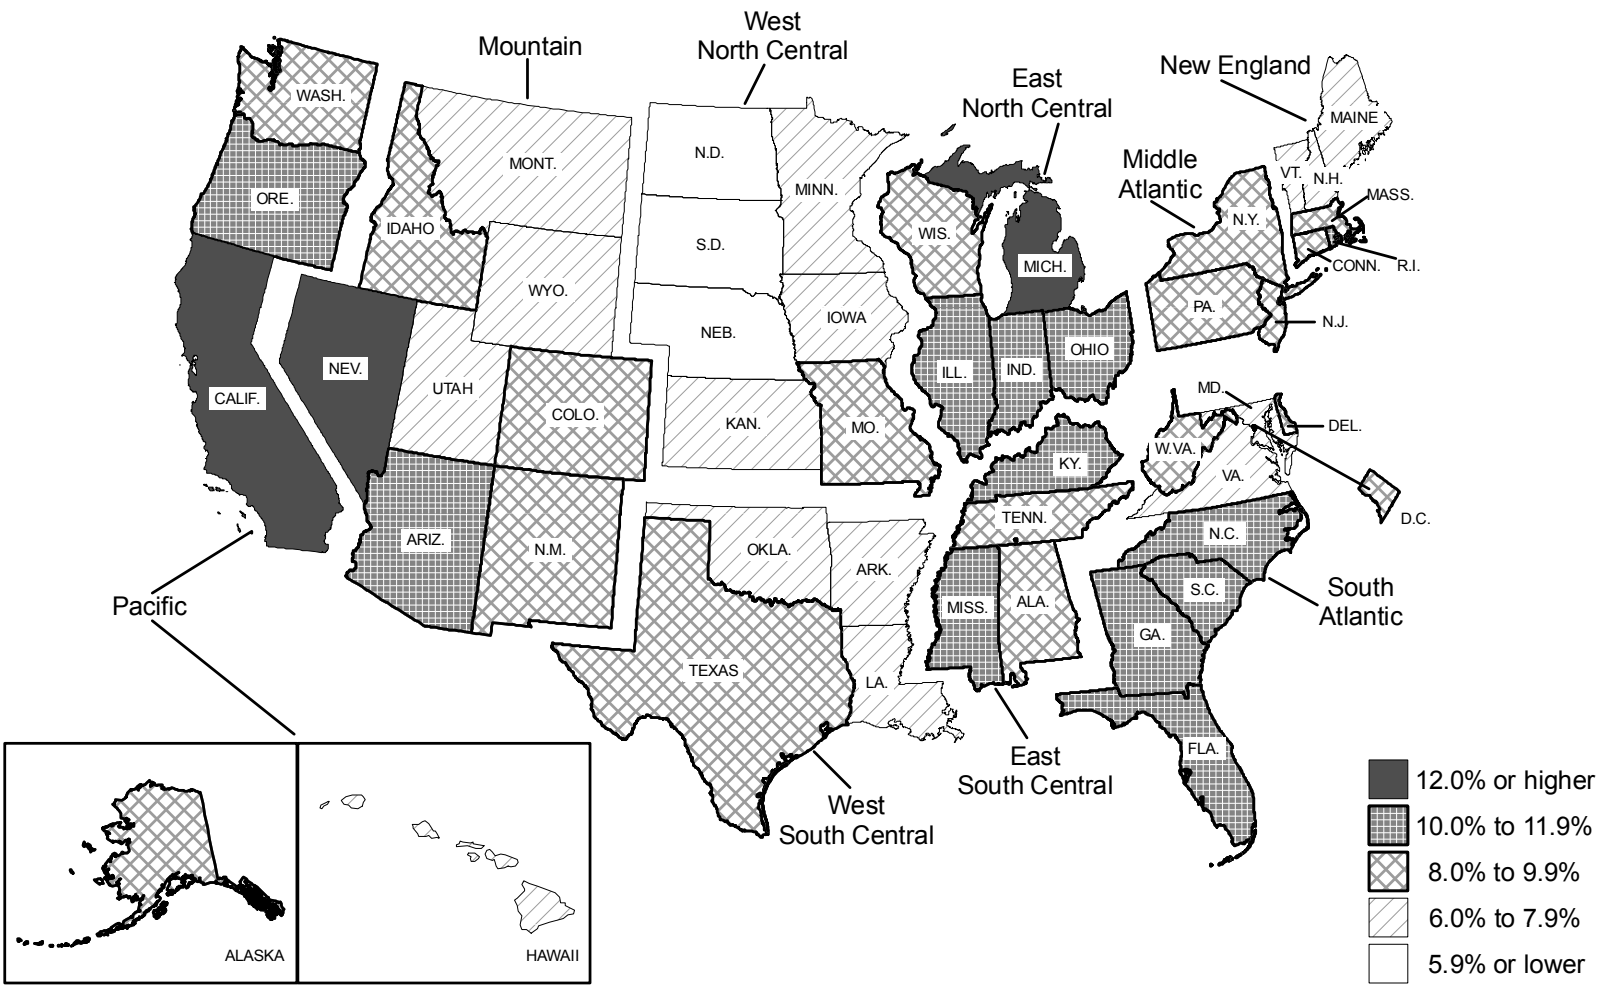 West
North Central
Mountain
East
North Central
New England
Middle
Atlantic
WASH.
MONT.
N.D.
MINN.
MAINE
VT.
N.H.
MASS.
ORE.
IDAHO
S.D.
WIS.
N.Y.
CONN.
R.I.
MICH.
WYO.
NEB.
IOWA
PA.
N.J.
NEV.
UTAH
CALIF.
COLO.
KAN.
MO.
ILL.
IND.
OHIO
MD.
DEL.
W.VA.
VA.
KY.
D.C.
TENN.
N.C.
ARIZ.
N.M.
OKLA.
ARK.
S.C.
South
Atlantic
MISS.
ALA.
GA.
Pacific
TEXAS
LA.
FLA.
East
South Central
West
South Central
ALASKA
HAWAII
12.0% or higher
10.0% to 11.9%
8.0% to 9.9%
6.0% to 7.9%
5.9% or lower